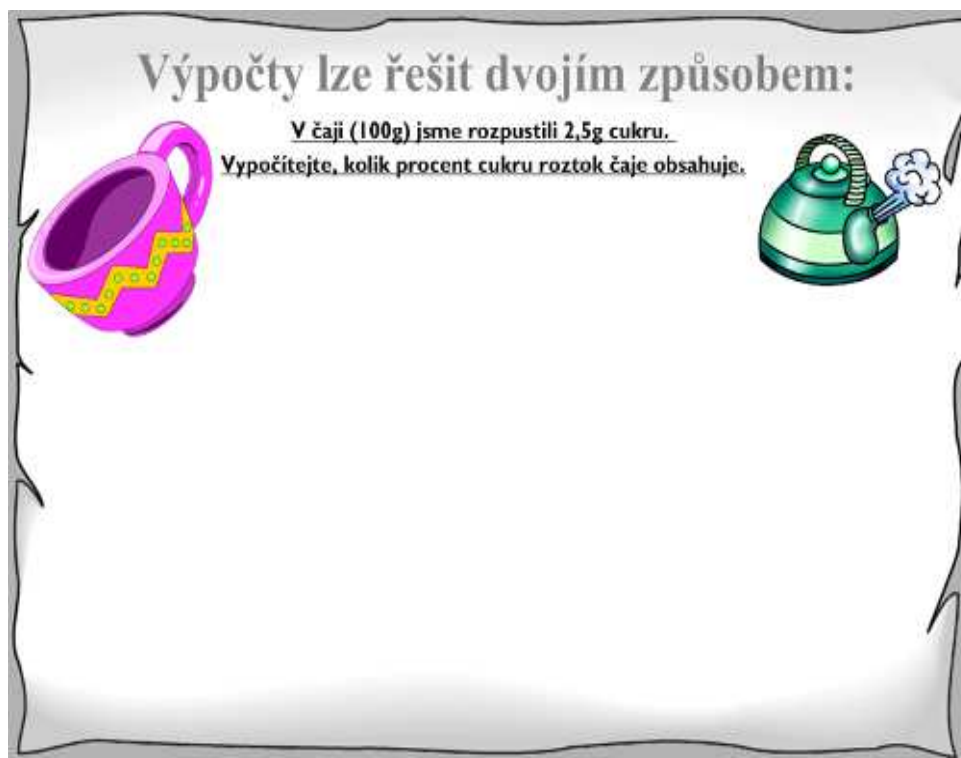 Výpočty lze řešit dvojím způsobem:
V čaji (100g) jsme rozpustili 2,5g cukru.
Vypočítejte, kolik procent cukru roztok čaje obsahuje.